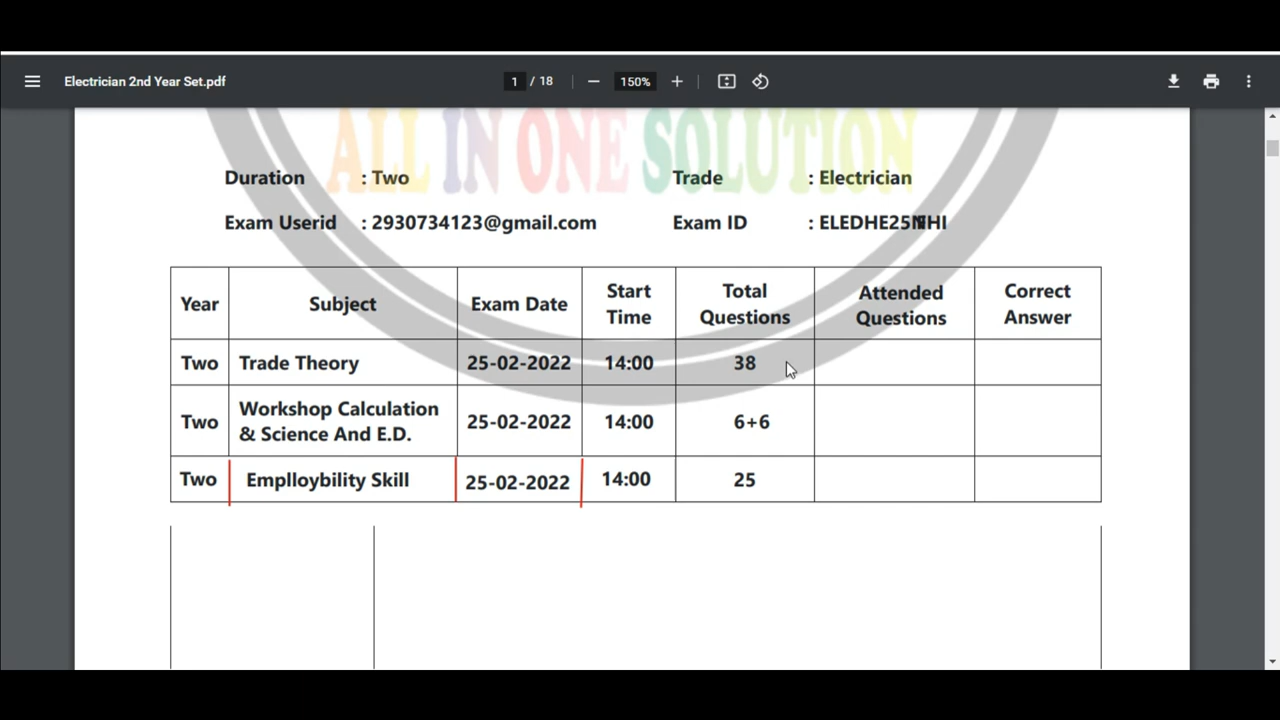 Electrician 2nd Year Set.pdf
1 / 18
150%
ALL IN ONE SOLUTION
Duration : Two Trade : Electrician
Exam Userid : 2930734123@gmail.com Exam ID
Year Subject Exam Date Start Time Total Questions Attended Questions Correct Answer
Two Trade Theory 25-02-2022 14:00 38
Two Workshop Calculation & Science And E.D. 25-02-2022 14:00 6+6
Two Emplloybility Skill 25-02-2022 14:00 25